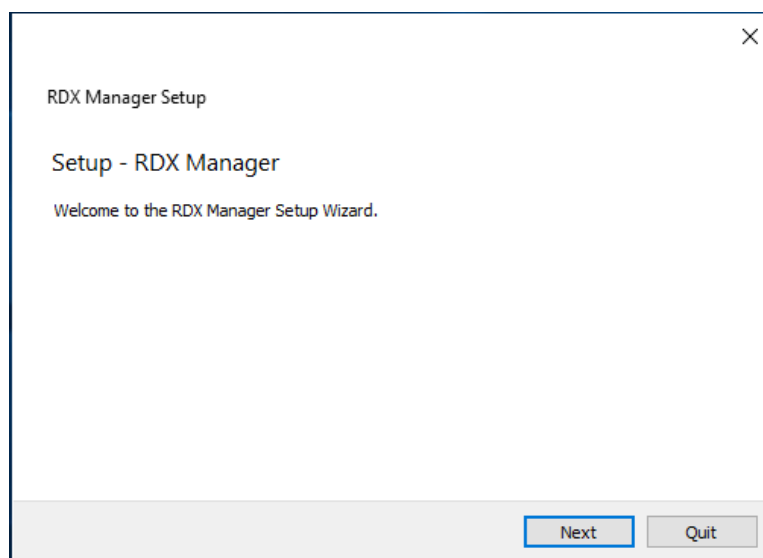 RDX Manager Setup
Setup - RDX Manager
Welcome to the RDX Manager Setup Wizard.
Next Quit